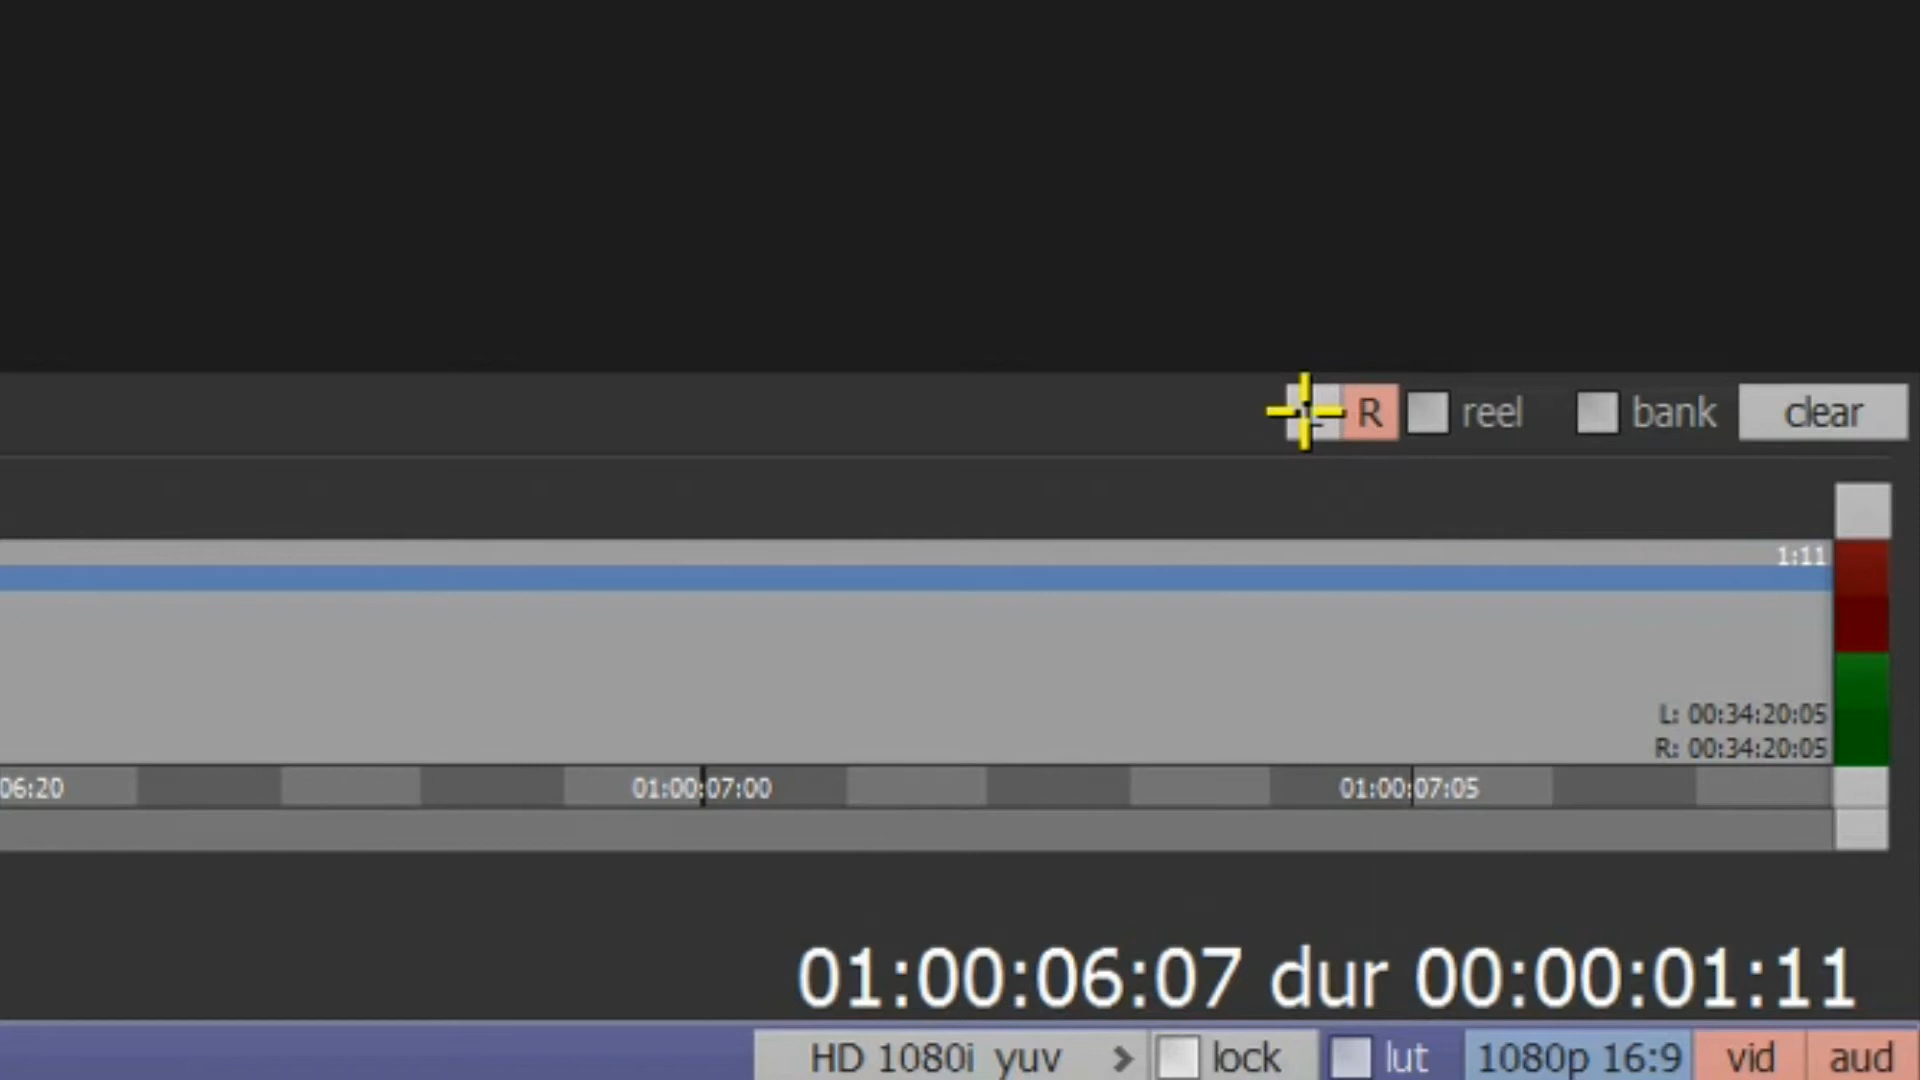 R reel bank clear
1:11
L: 00:34:20:05
R: 00:34:20:05
06:20 01:00:07:00 01:00:07:05
01:00:06:07 dur 00:00:01:11
HD 1080i yuv > lock lut 1080p 16:9 vid aud